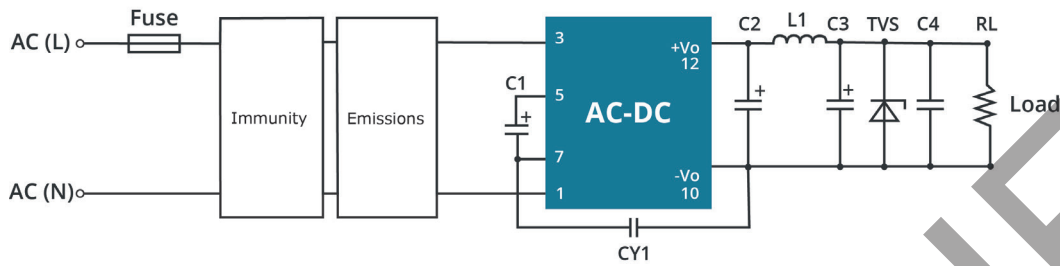 Fuse
AC (L)
AC (N)
Immunity
Emissions
C1
3
5
7
1
AC-DC
+Vo
12
-Vo
10
CY1
C2
L1
C3
TVS
C4
RL
Load
+
+
+